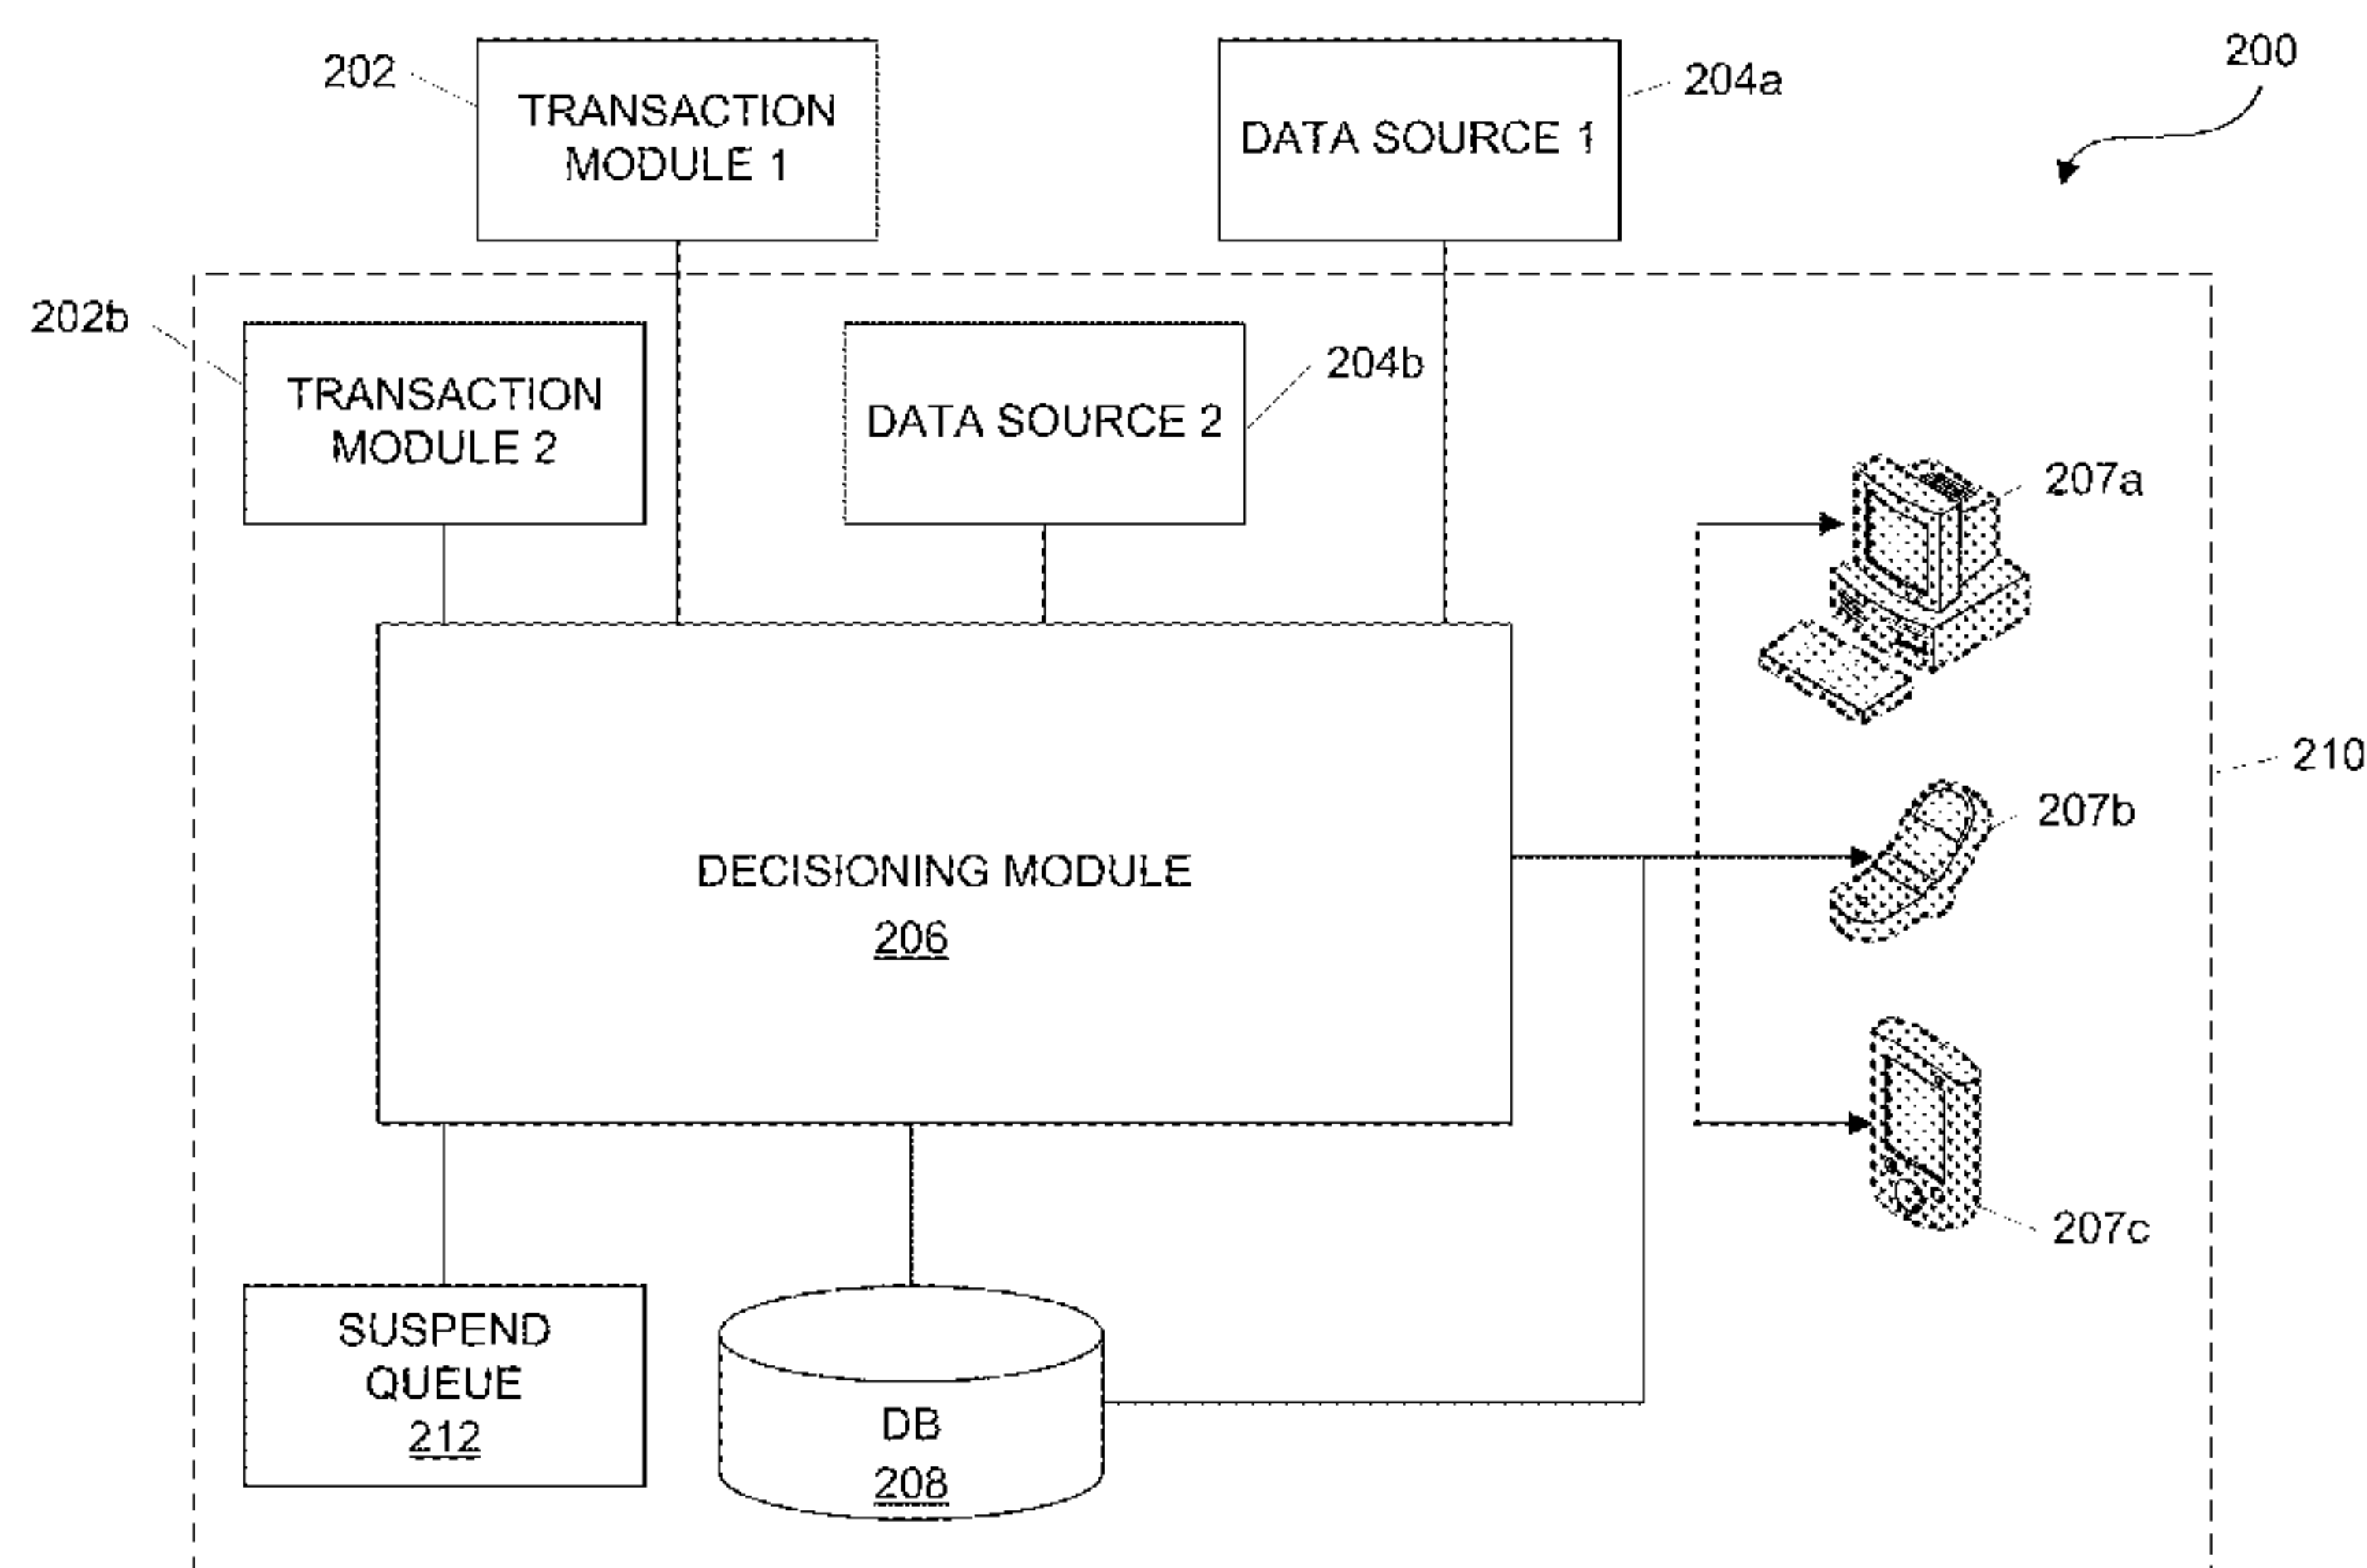 200
202
TRANSACTION
MODULE 1
DATA SOURCE 1
204a
202b
TRANSACTION
MODULE 2
DATA SOURCE 2
204b
207a
210
207b
DECISIONING MODULE
206
207c
SUSPEND
QUEUE
212
DB
208